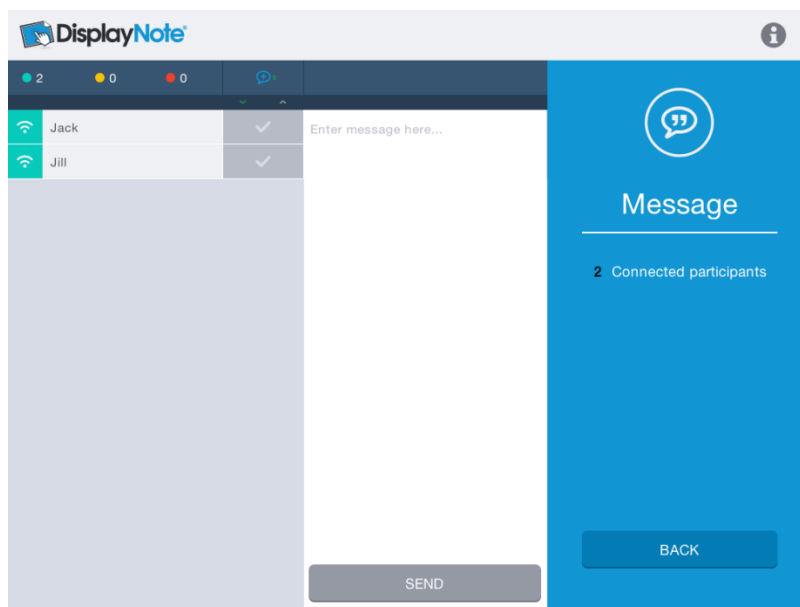 DisplayNote®
2 0 0
Jack
Jill
Enter message here...
SEND
Message
2 Connected participants
BACK